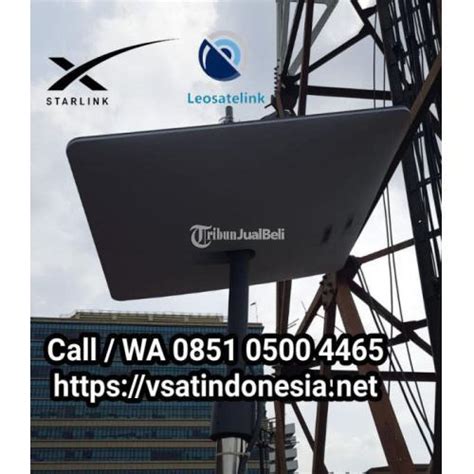 STARLINK
Leosatelink
TribunJualBeli
Call / WA 0851 0500 4465
https://vsatindonesia.net